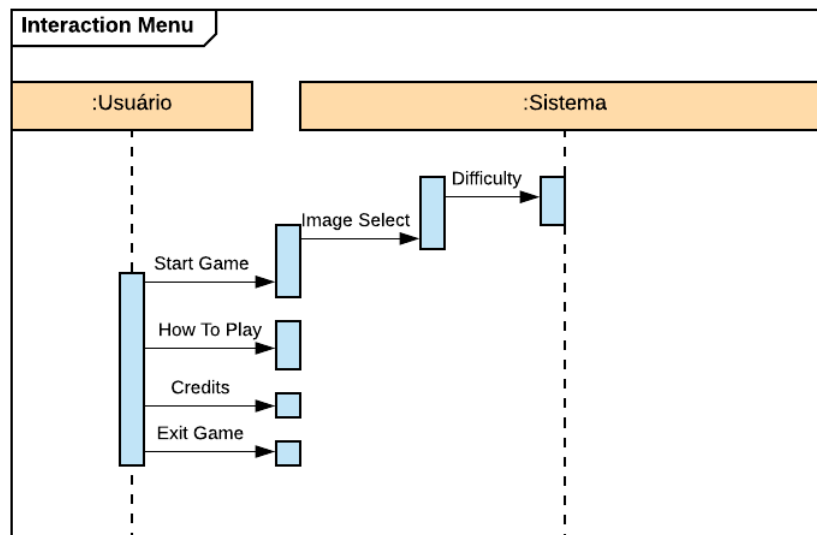 Interaction Menu
:Usuário
:Sistema
Difficulty
Image Select
Start Game
How To Play
Credits
Exit Game